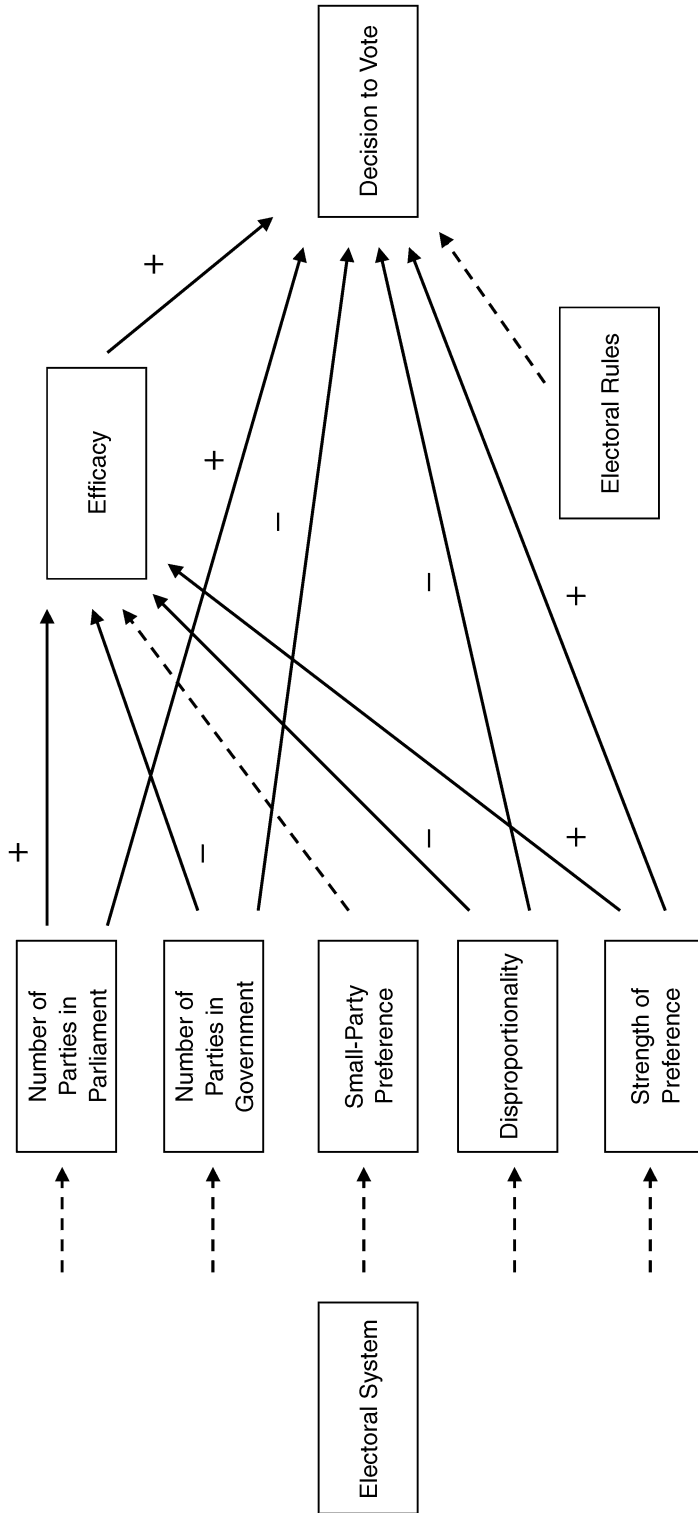 Electoral System
Number of
Parties in
Parliament
Number of
Parties in
Government
Small-Party
Preference
Disproportionality
Strength of
Preference
Efficacy
Electoral Rules
Decision to Vote
+
+
+
–
–
–
–
+
+